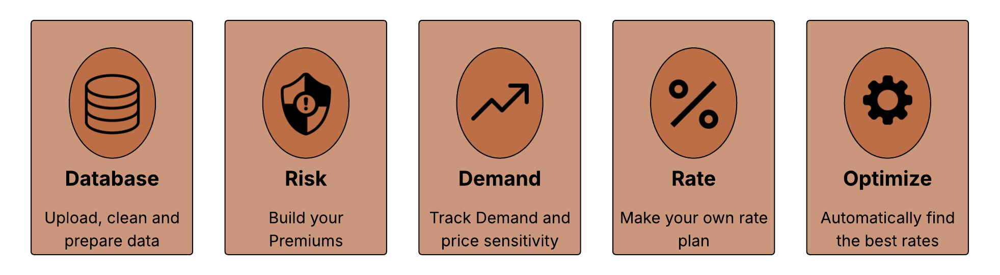 Database
Upload, clean and
prepare data
Risk
Build your
Premiums
Demand
Track Demand and
price sensitivity
Rate
Make your own rate
plan
Optimize
Automatically find
the best rates